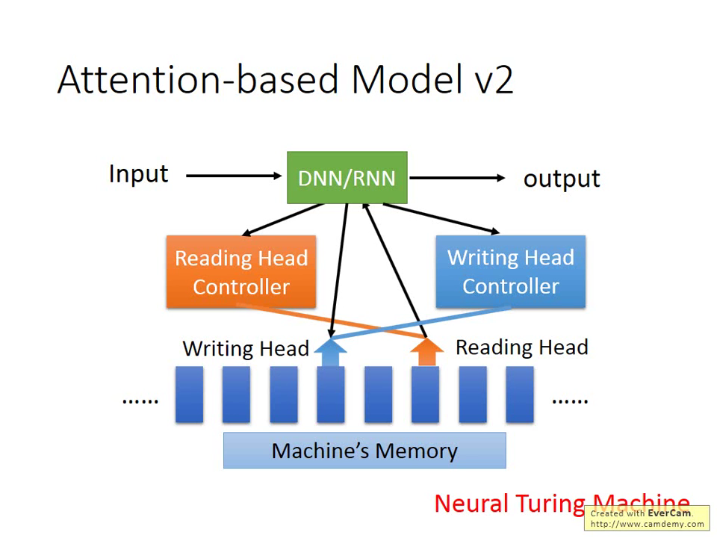 Attention-based Model v2
Input
DNN/RNN
output
Reading Head
Controller
Writing Head
Controller
Writing Head
Reading Head
……
……
Machine's Memory
Neural Turing Machine
Created with EverCam.
http://www.camdemy.com